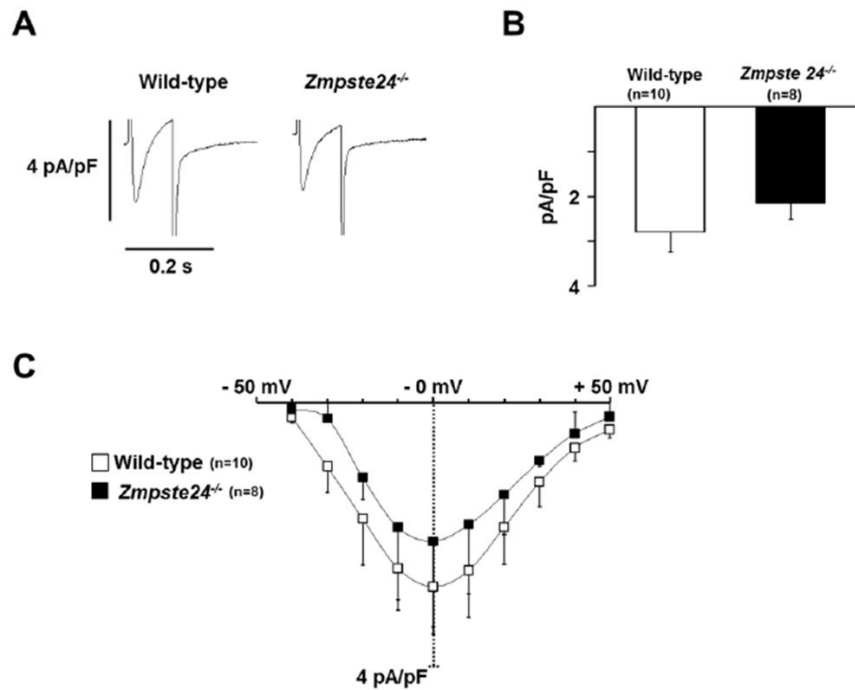 A
Wild-type
Zmpste24-/-
4 pA/pF
0.2 s
B
Wild-type
(n=10)
Zmpste 24-/-
(n=8)
pA/pF
2
4
C
- 50 mV
- 0 mV
+ 50 mV
Wild-type (n=10)
Zmpste24-/- (n=8)
4 pA/pF